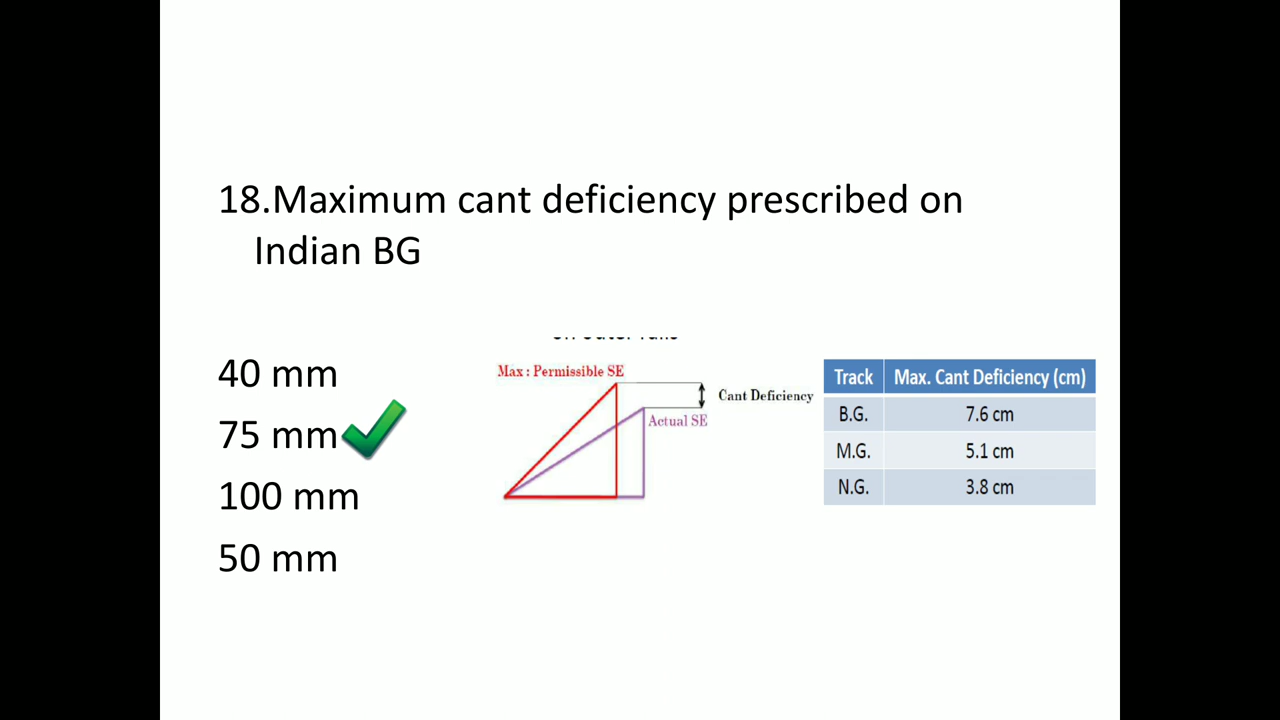 18.Maximum cant deficiency prescribed on
Indian BG
40 mm
75 mm
100 mm
50 mm
Max : Permissible SE
Cant Deficiency
Actual SE
Track Max. Cant Deficiency (cm)
B.G. 7.6 cm
M.G. 5.1 cm
N.G. 3.8 cm